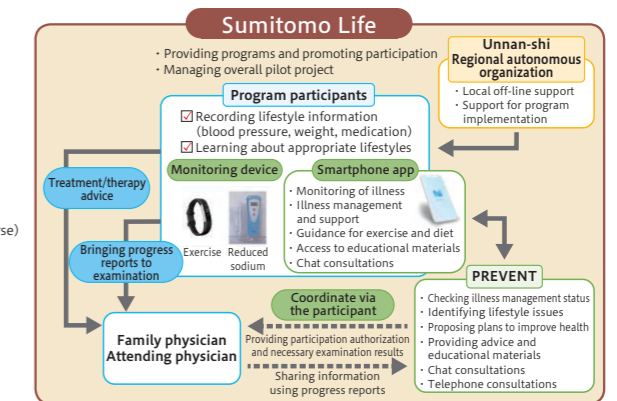 Sumitomo Life
・Providing programs and promoting participation
・Managing overall pilot project
Unnan-shi
Regional autonomous
organization
・Local off-line support
・Support for program
implementation
Program participants
☑ Recording lifestyle information
(blood pressure, weight, medication)
☑ Learning about appropriate lifestyles
Monitoring device
Exercise
Reduced
sodium
Smartphone app
・Monitoring of illness
・Illness management
and support
・Guidance for exercise and diet
・Access to educational materials
・Chat consultations
Treatment/therapy
advice
rse)
Bringing progress
reports to
examination
Family physician
Attending physician
Coordinate via
the participant
Providing participation authorization
and necessary examination results
Sharing information
using progress reports
PREVENT
・Checking illness management status
・Identifying lifestyle issues
・Proposing plans to improve health
・Providing advice and
educational materials
・Chat consultations
・Telephone consultations